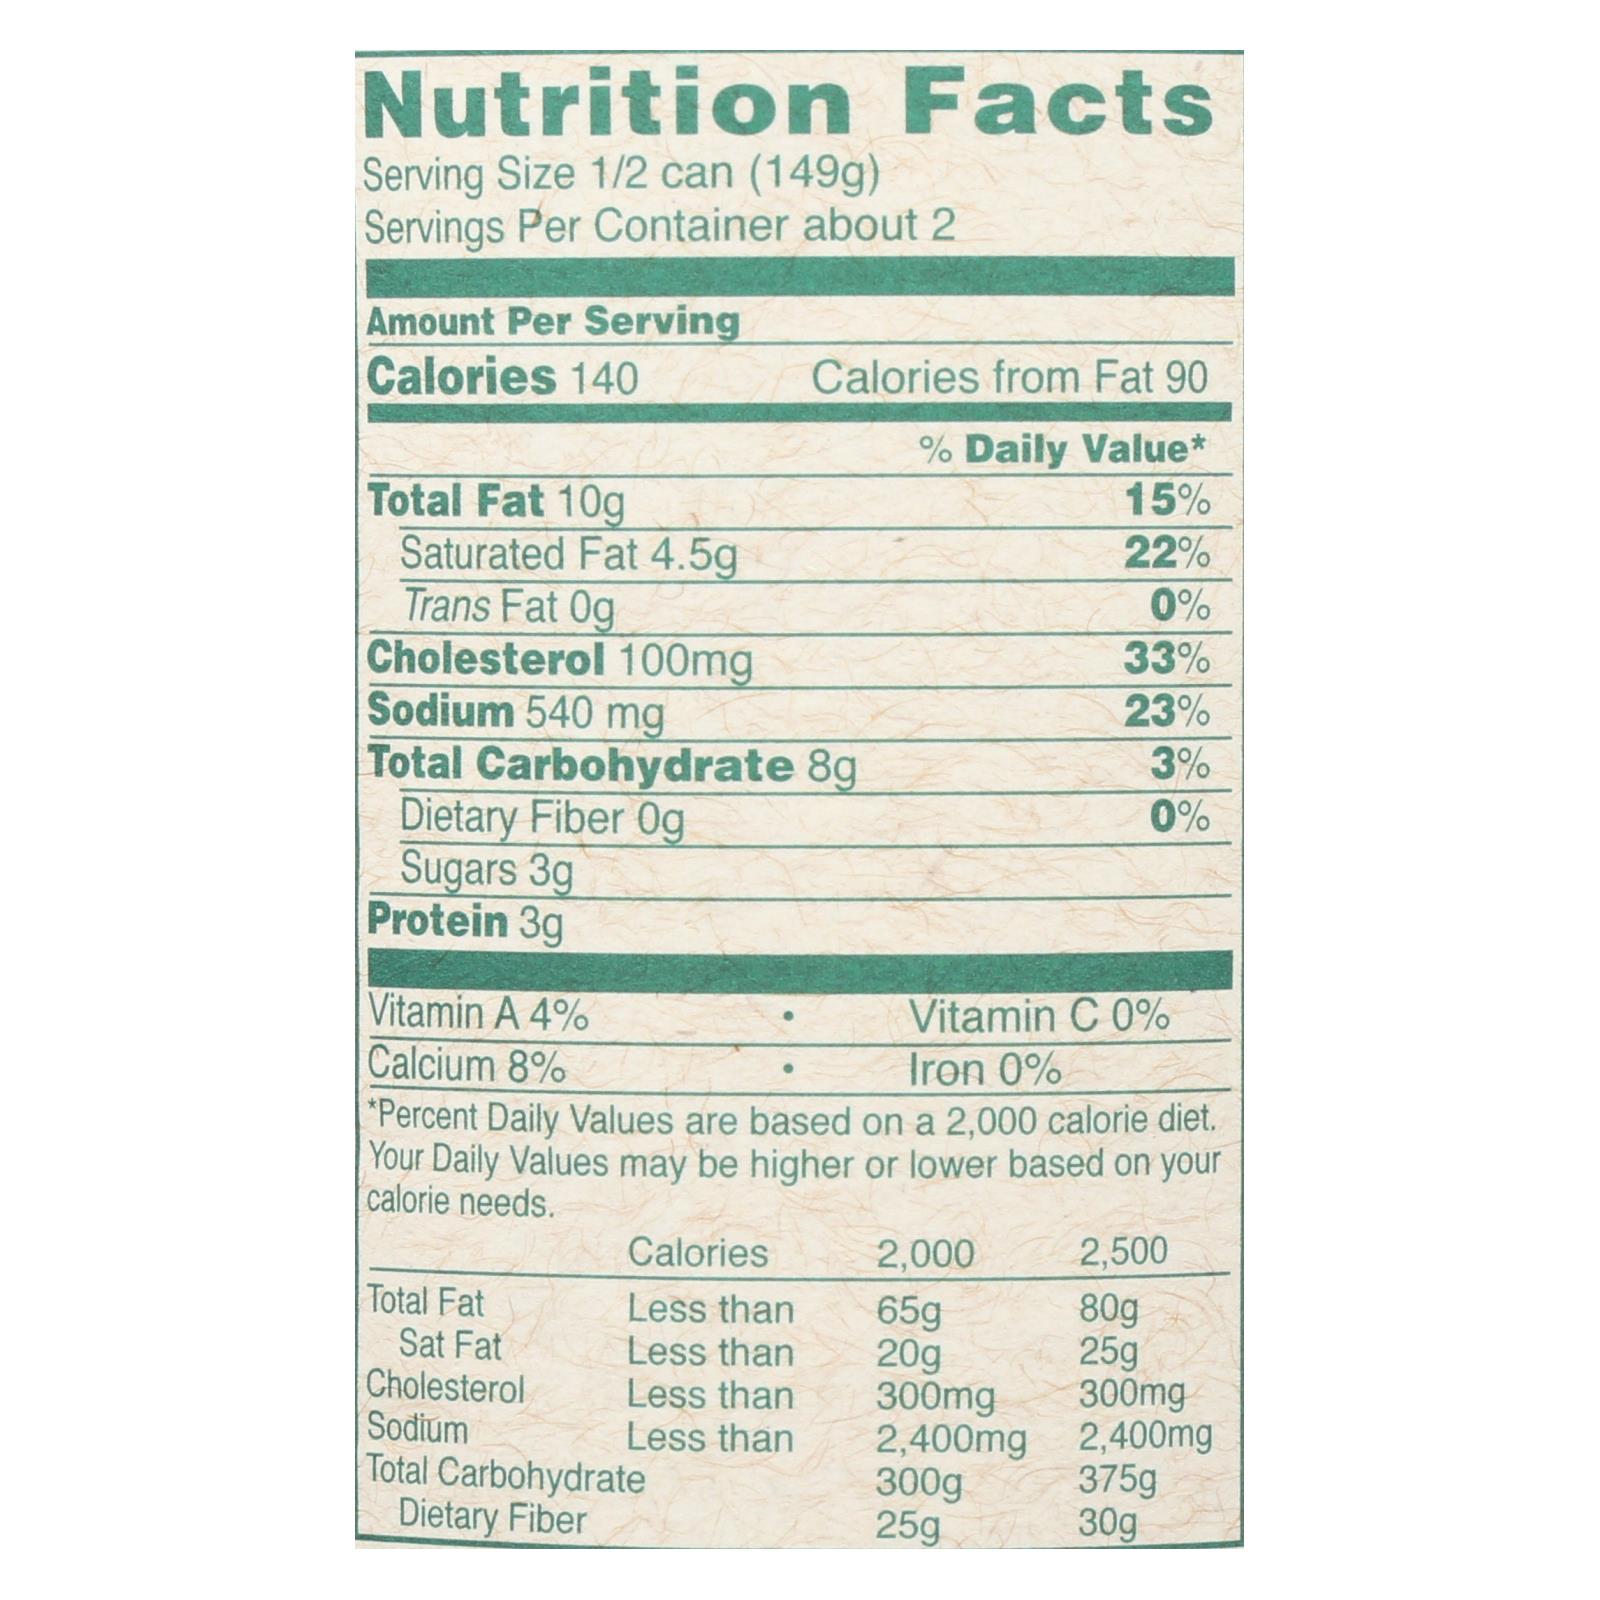 Nutrition Facts
Serving Size 1/2 can (149g)
Servings Per Container about 2
Amount Per Serving
Calories 140 Calories from Fat 90
% Daily Value*
Total Fat 10g 15%
Saturated Fat 4.5g 22%
Trans Fat 0g 0%
Cholesterol 100mg 33%
Sodium 540 mg 23%
Total Carbohydrate 8g 3%
Dietary Fiber 0g 0%
Sugars 3g
Protein 3g
Vitamin A 4% • Vitamin C 0%
Calcium 8% • Iron 0%
*Percent Daily Values are based on a 2,000 calorie diet.
Your Daily Values may be higher or lower based on your
calorie needs.
Calories 2,000 2,500
Total Fat Less than 65g 80g
Sat Fat Less than 20g 25g
Cholesterol Less than 300mg 300mg
Sodium Less than 2,400mg 2,400mg
Total Carbohydrate 300g 375g
Dietary Fiber 25g 30g